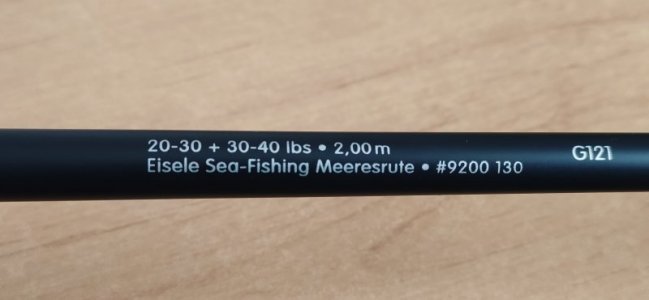 20-30 + 30-40 lbs • 2,00 m
Eisele Sea-Fishing Meeresrute • #9200 130
G121